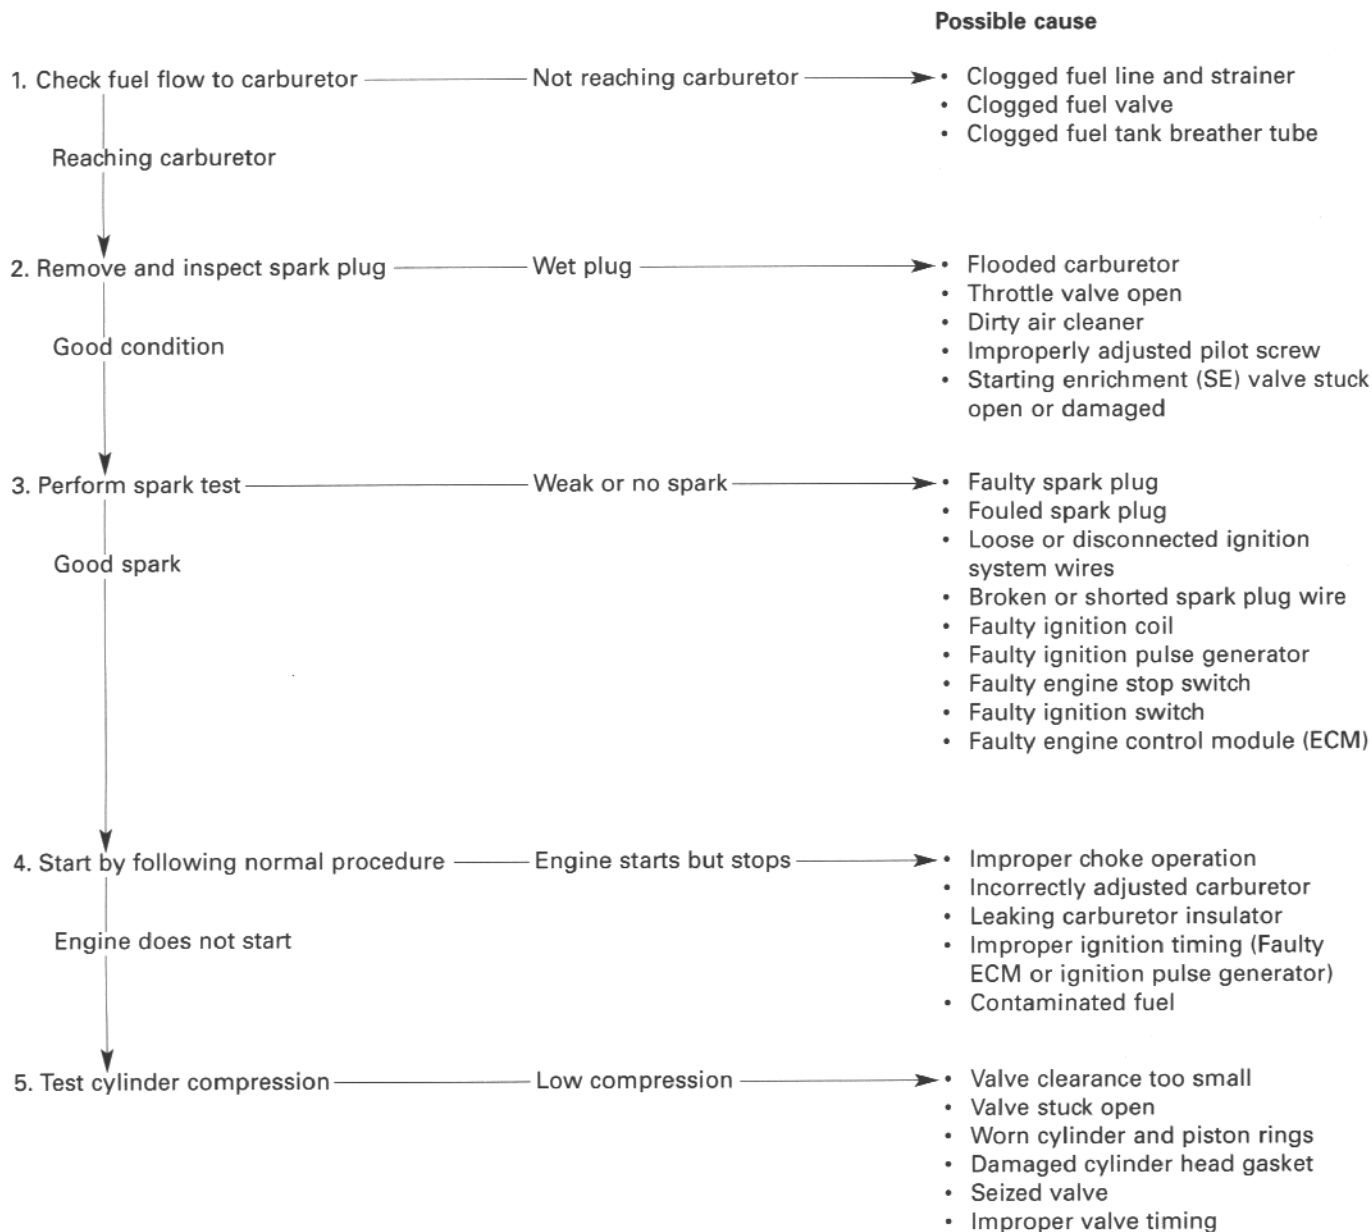 Possible cause
1. Check fuel flow to carburetor
Not reaching carburetor
• Clogged fuel line and strainer
• Clogged fuel valve
• Clogged fuel tank breather tube
Reaching carburetor
2. Remove and inspect spark plug
Wet plug
• Flooded carburetor
• Throttle valve open
• Dirty air cleaner
• Improperly adjusted pilot screw
• Starting enrichment (SE) valve stuck
open or damaged
Good condition
3. Perform spark test
Weak or no spark
• Faulty spark plug
• Fouled spark plug
• Loose or disconnected ignition
system wires
• Broken or shorted spark plug wire
• Faulty ignition coil
• Faulty ignition pulse generator
• Faulty engine stop switch
• Faulty ignition switch
• Faulty engine control module (ECM)
Good spark
4. Start by following normal procedure
Engine starts but stops
• Improper choke operation
• Incorrectly adjusted carburetor
• Leaking carburetor insulator
• Improper ignition timing (Faulty
ECM or ignition pulse generator)
• Contaminated fuel
Engine does not start
5. Test cylinder compression
Low compression
• Valve clearance too small
• Valve stuck open
• Worn cylinder and piston rings
• Damaged cylinder head gasket
• Seized valve
• Improper valve timing